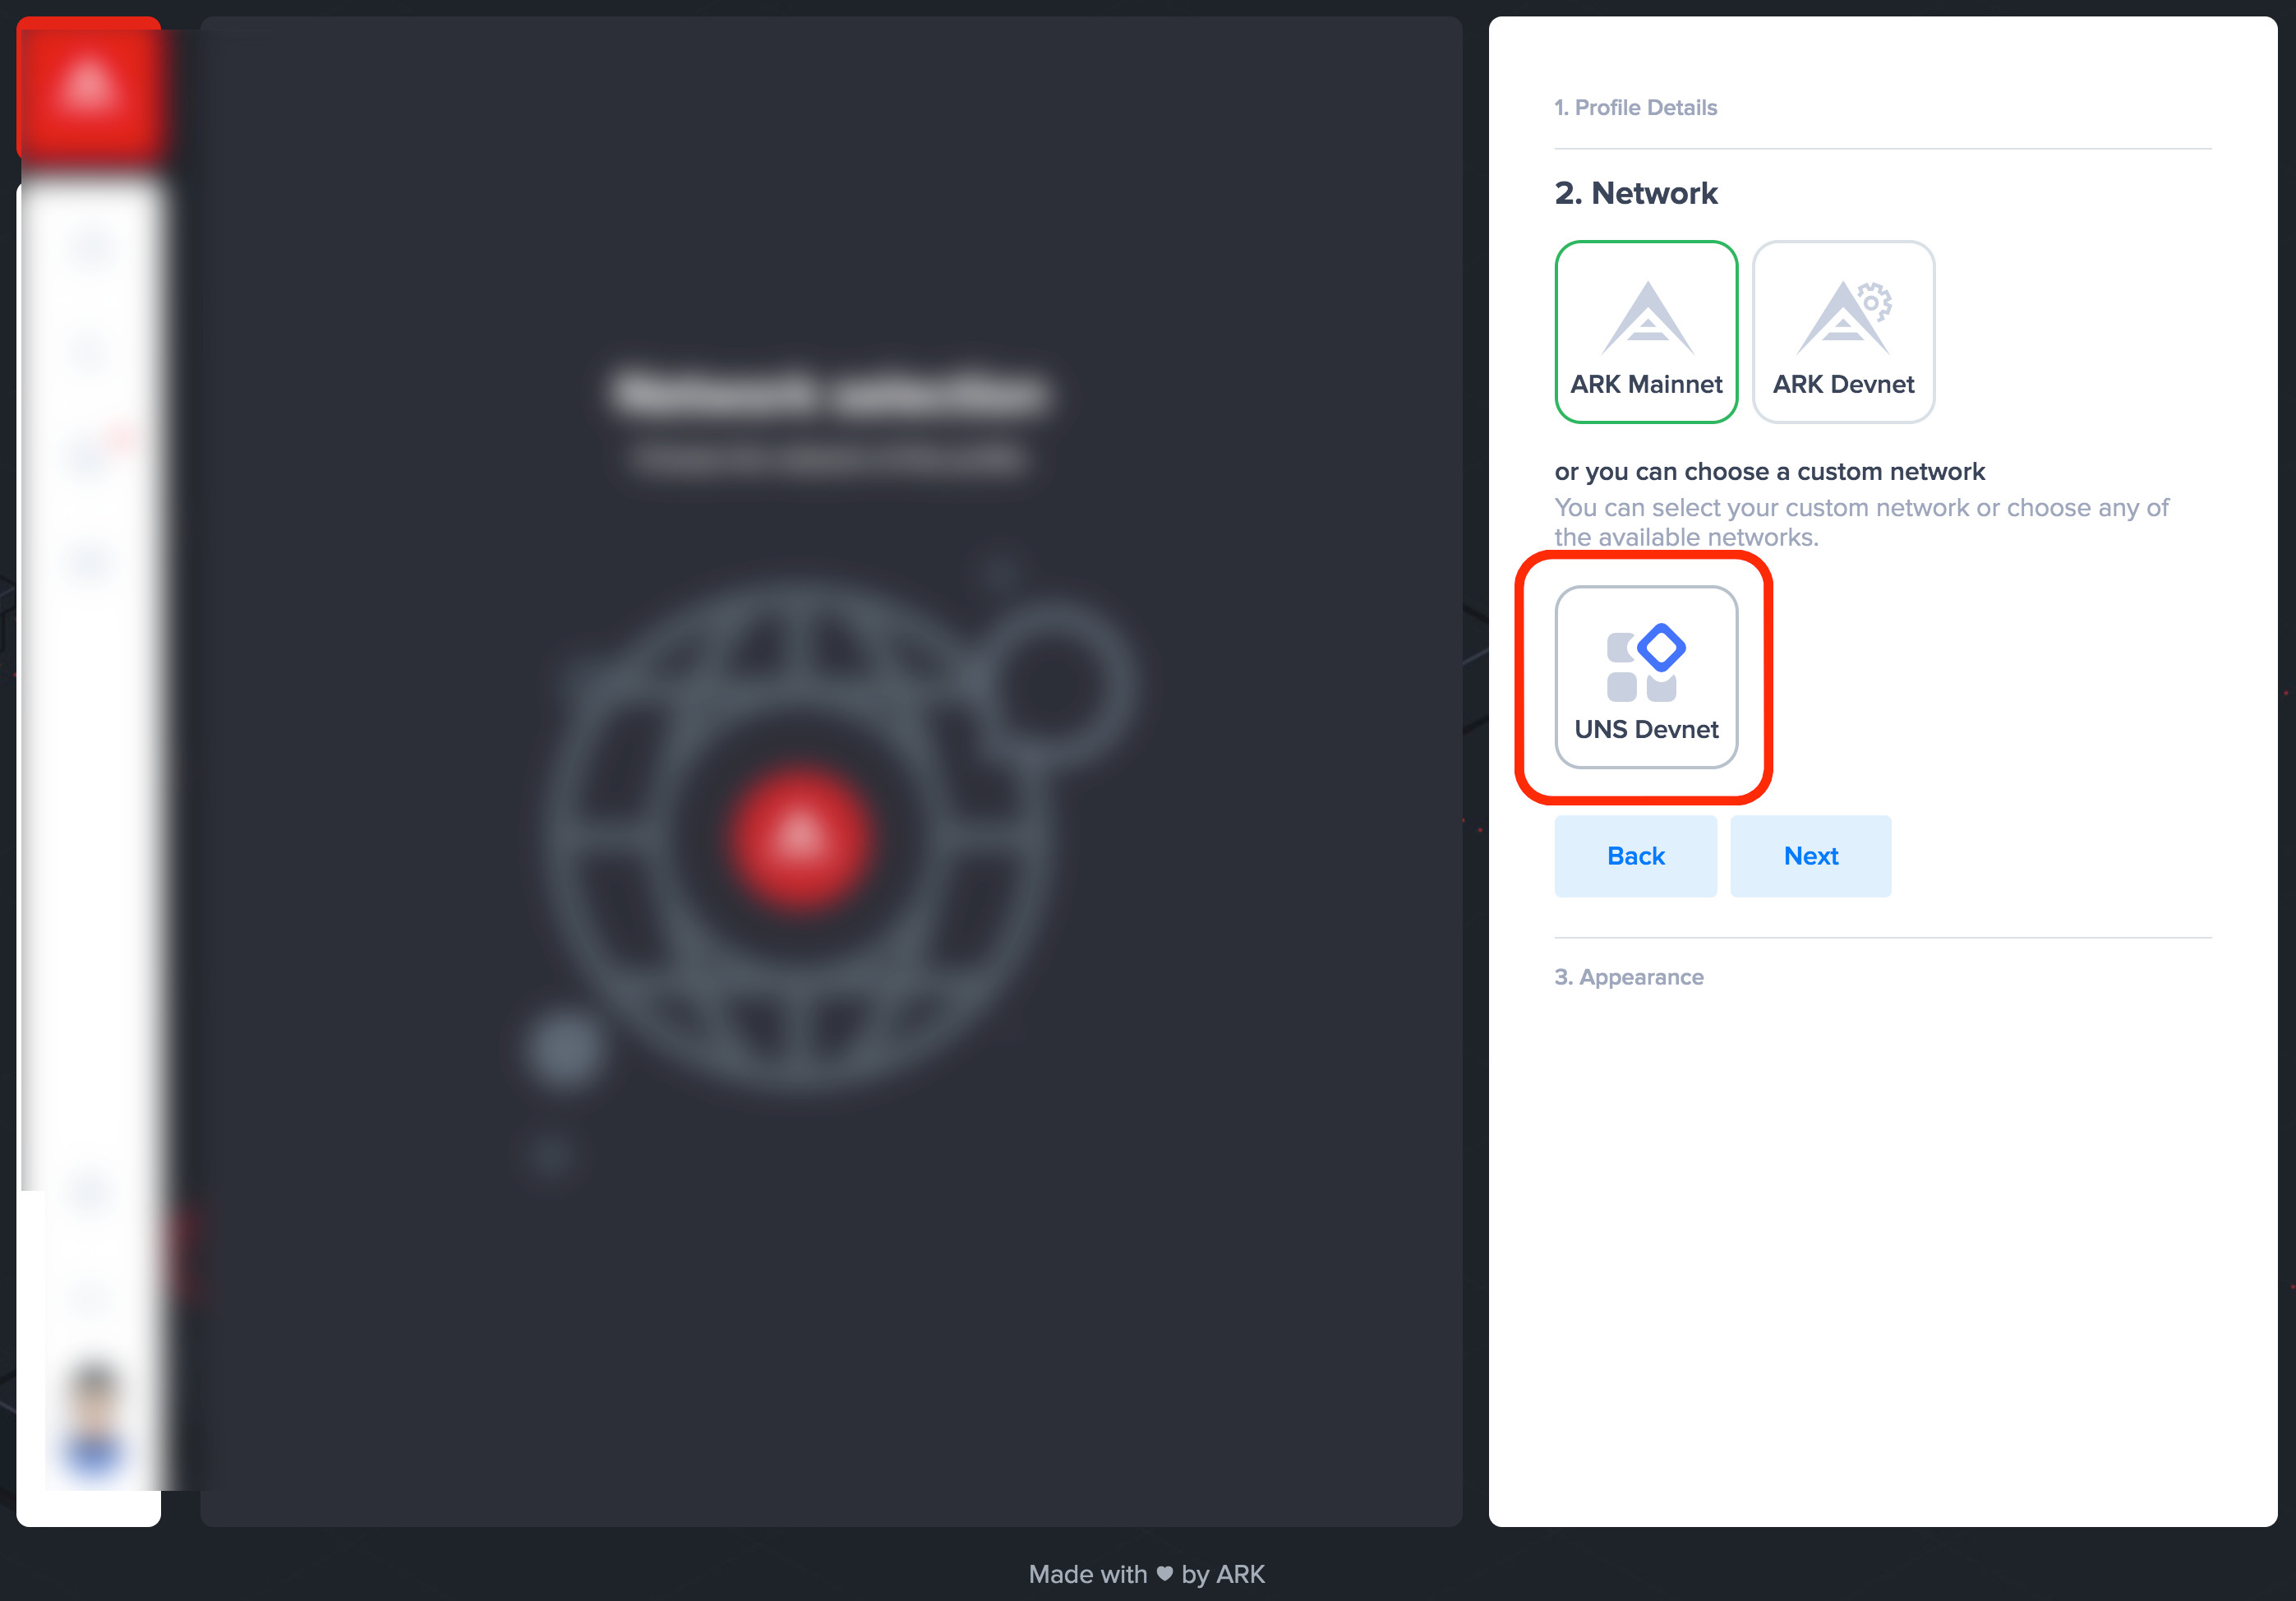 Network selection
1. Profile Details
2. Network
ARK Mainnet
ARK Devnet
or you can choose a custom network
You can select your custom network or choose any of
the available networks.
UNS Devnet
Back
Next
3. Appearance
Made with by ARK